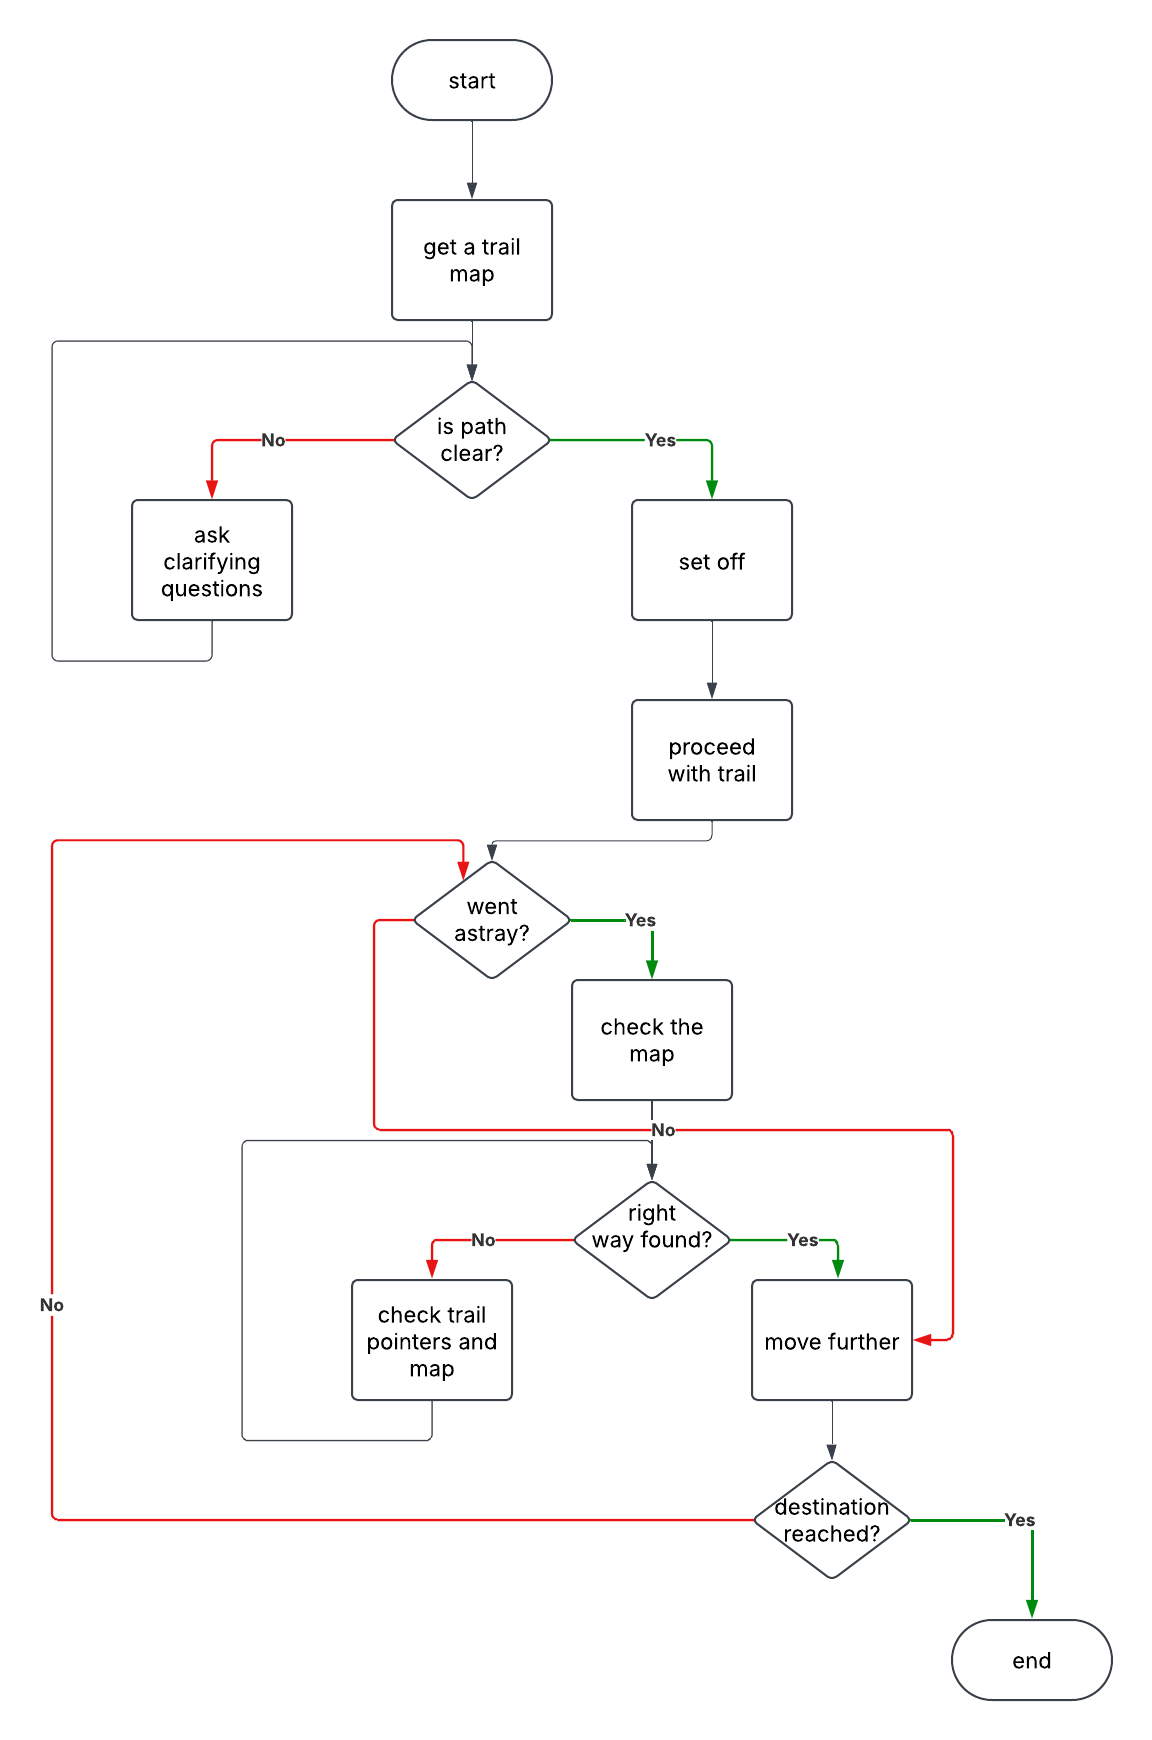 start
get a trail
map
is path
clear?
No
Yes
ask
clarifying
questions
set off
proceed
with trail
went
astray?
Yes
check the
map
No
right
way found?
No
Yes
No
check trail
pointers and
map
move further
destination
reached?
Yes
end